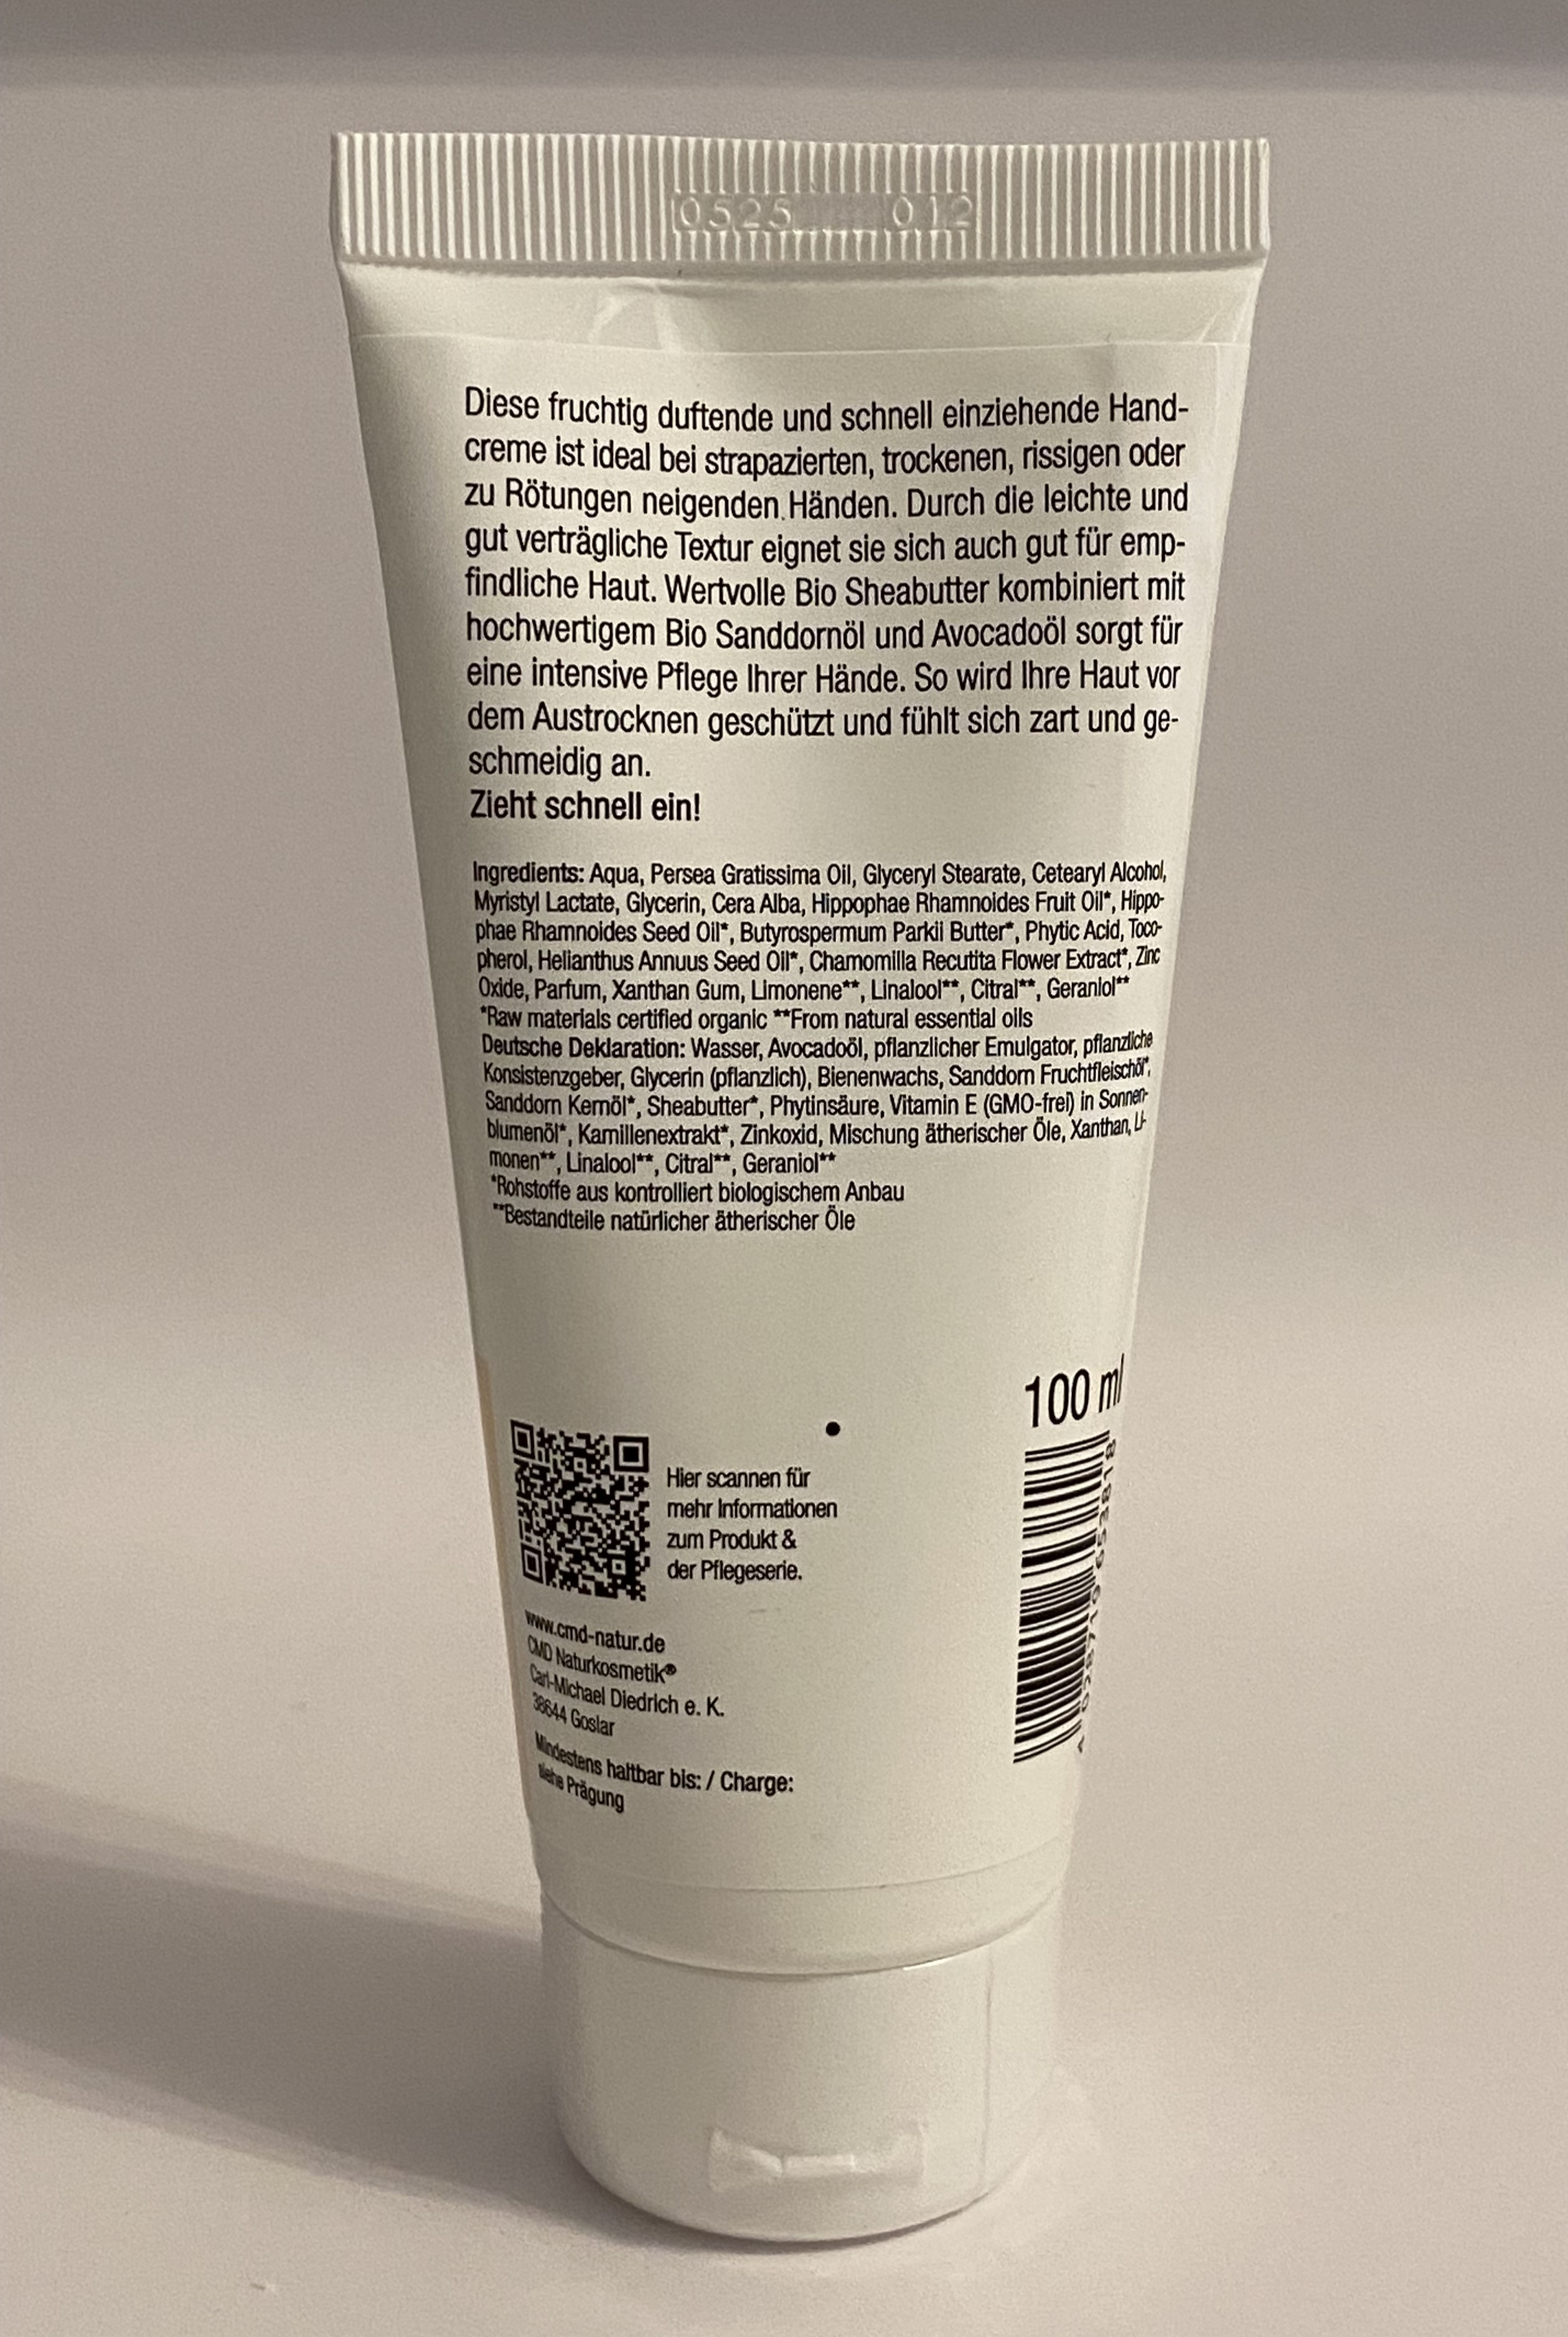 0525 012
Diese fruchtig duftende und schnell einziehende Hand-
creme ist ideal bei strapazierten, trockenen, rissigen oder
zu Rötungen neigenden Händen. Durch die leichte und
gut verträgliche Textur eignet sie sich auch gut für emp-
findliche Haut. Wertvolle Bio Sheabutter kombiniert mit
hochwertigem Bio Sanddornöl und Avocadoöl sorgt für
eine intensive Pflege Ihrer Hände. So wird Ihre Haut vor
dem Austrocknen geschützt und fühlt sich zart und ge-
schmeidig an.
Zieht schnell ein!
Ingredients: Aqua, Persea Gratissima Oil, Glyceryl Stearate, Cetearyl Alcohol,
Myristyl Lactate, Glycerin, Cera Alba, Hippophae Rhamnoides Fruit Oil*, Hippo-
phae Rhamnoides Seed Oil*, Butyrospermum Parkii Butter*, Phytic Acid, Toco-
pherol, Helianthus Annuus Seed Oil*, Chamomilla Recutita Flower Extract*, Zinc
Oxide, Parfum, Xanthan Gum, Limonene**, Linalool**, Citral**, Geraniol**
*Raw materials certified organic **From natural essential oils
Deutsche Deklaration: Wasser, Avocadoöl, pflanzlicher Emulgator, pflanzliche
Konsistenzgeber, Glycerin (pflanzlich), Bienenwachs, Sanddorn Fruchtfleischöl*,
Sanddorn Kernöl*, Sheabutter*, Phytinsäure, Vitamin E (GMO-frei) in Sonnen-
blumenöl*, Kamillenextrakt*, Zinkoxid, Mischung ätherischer Öle, Xanthan, Li-
monen**, Linalool**, Citral**, Geraniol**
*Rohstoffe aus kontrolliert biologischem Anbau
**Bestandteile natürlicher ätherischer Öle
100 ml
Hier scannen für
mehr Informationen
zum Produkt &
der Pflegeserie.
www.cmd-natur.de
CMD Naturkosmetik®
Carl-Michael Diedrich e. K.
38644 Goslar
Mindestens haltbar bis: / Charge:
siehe Prägung